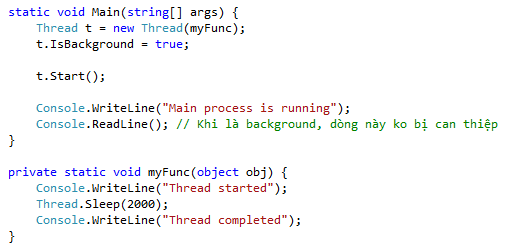 static void Main(string[] args) {
    Thread t = new Thread(myFunc);
    t.IsBackground = true;

    t.Start();

    Console.WriteLine("Main process is running");
    Console.ReadLine(); // Khi là background, dòng này ko bị can thiệp
}

private static void myFunc(object obj) {
    Console.WriteLine("Thread started");
    Thread.Sleep(2000);
    Console.WriteLine("Thread completed");
}